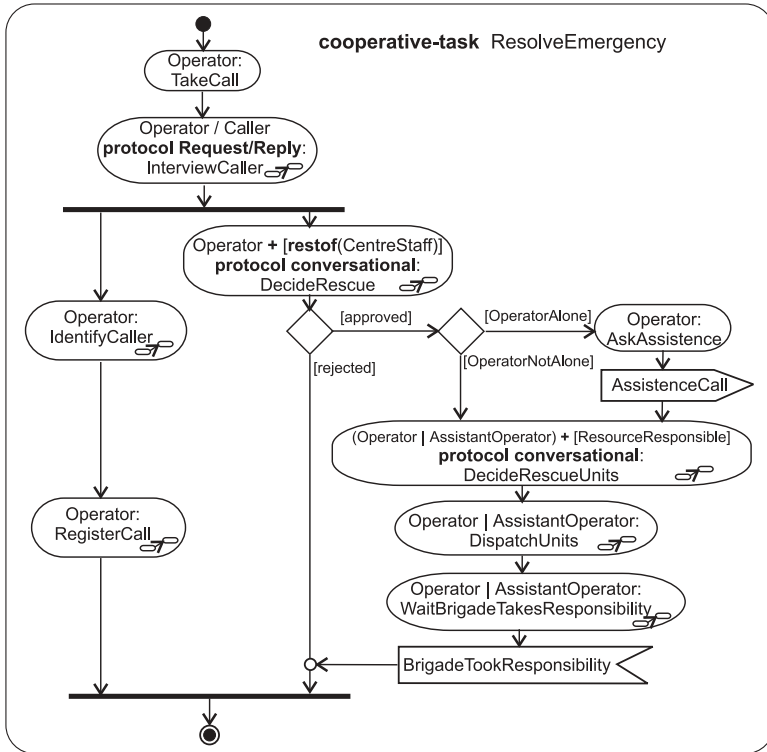 cooperative-task ResolveEmergency
Operator:
TakeCall
Operator / Caller
protocol Request/Reply:
InterviewCaller
Operator + [restof(CentreStaff)]
protocol conversational:
DecideRescue
Operator:
IdentifyCaller
[approved]
[rejected]
[OperatorAlone]
[OperatorNotAlone]
Operator:
AskAssistence
AssistenceCall
(Operator | AssistantOperator) + [ResourceResponsible]
protocol conversational:
DecideRescueUnits
Operator:
RegisterCall
Operator | AssistantOperator:
DispatchUnits
Operator | AssistantOperator:
WaitBrigadeTakesResponsibility
BrigadeTookResponsibility